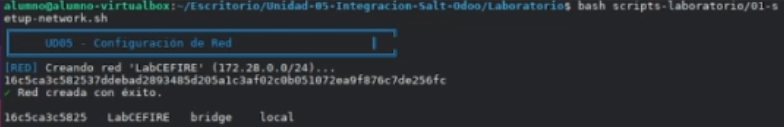 alumno@alumno-virtualbox:~/Escritorio/Unidad-05-Integracion-Salt-Odoo/Laboratorio$ bash scripts-laboratorio/01-s
etup-network.sh
UD05 - Configuración de Red
[RED] Creando red 'LabCEFIRE' (172.28.0.0/24)...
16c5ca3c582537ddebad2893485d205a1c3af02c0b051072ea9f876c7de256fc
✓ Red creada con éxito.
16c5ca3c5825 LabCEFIRE bridge local